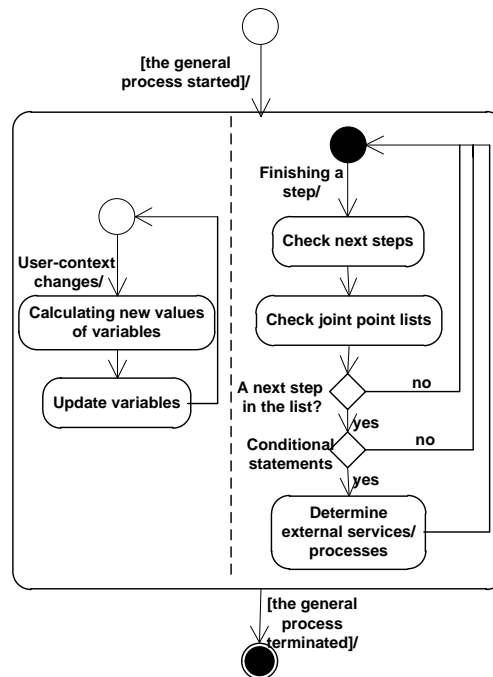 [the general
process started]/
User-context
changes/
Calculating new values
of variables
Update variables
Finishing a
step/
Check next steps
Check joint point lists
A next step
in the list?
no
yes
Conditional
statements
no
yes
Determine
external services/
processes
[the general
process
terminated]/